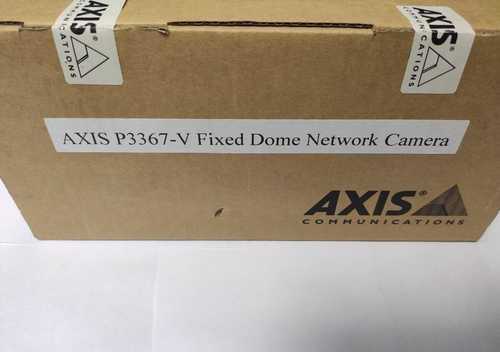 AXIS®
COMMUNICATIONS
AXIS®
COMMUNICATIONS
AXIS P3367-V Fixed Dome Network Camera
AXIS®
COMMUNICATIONS